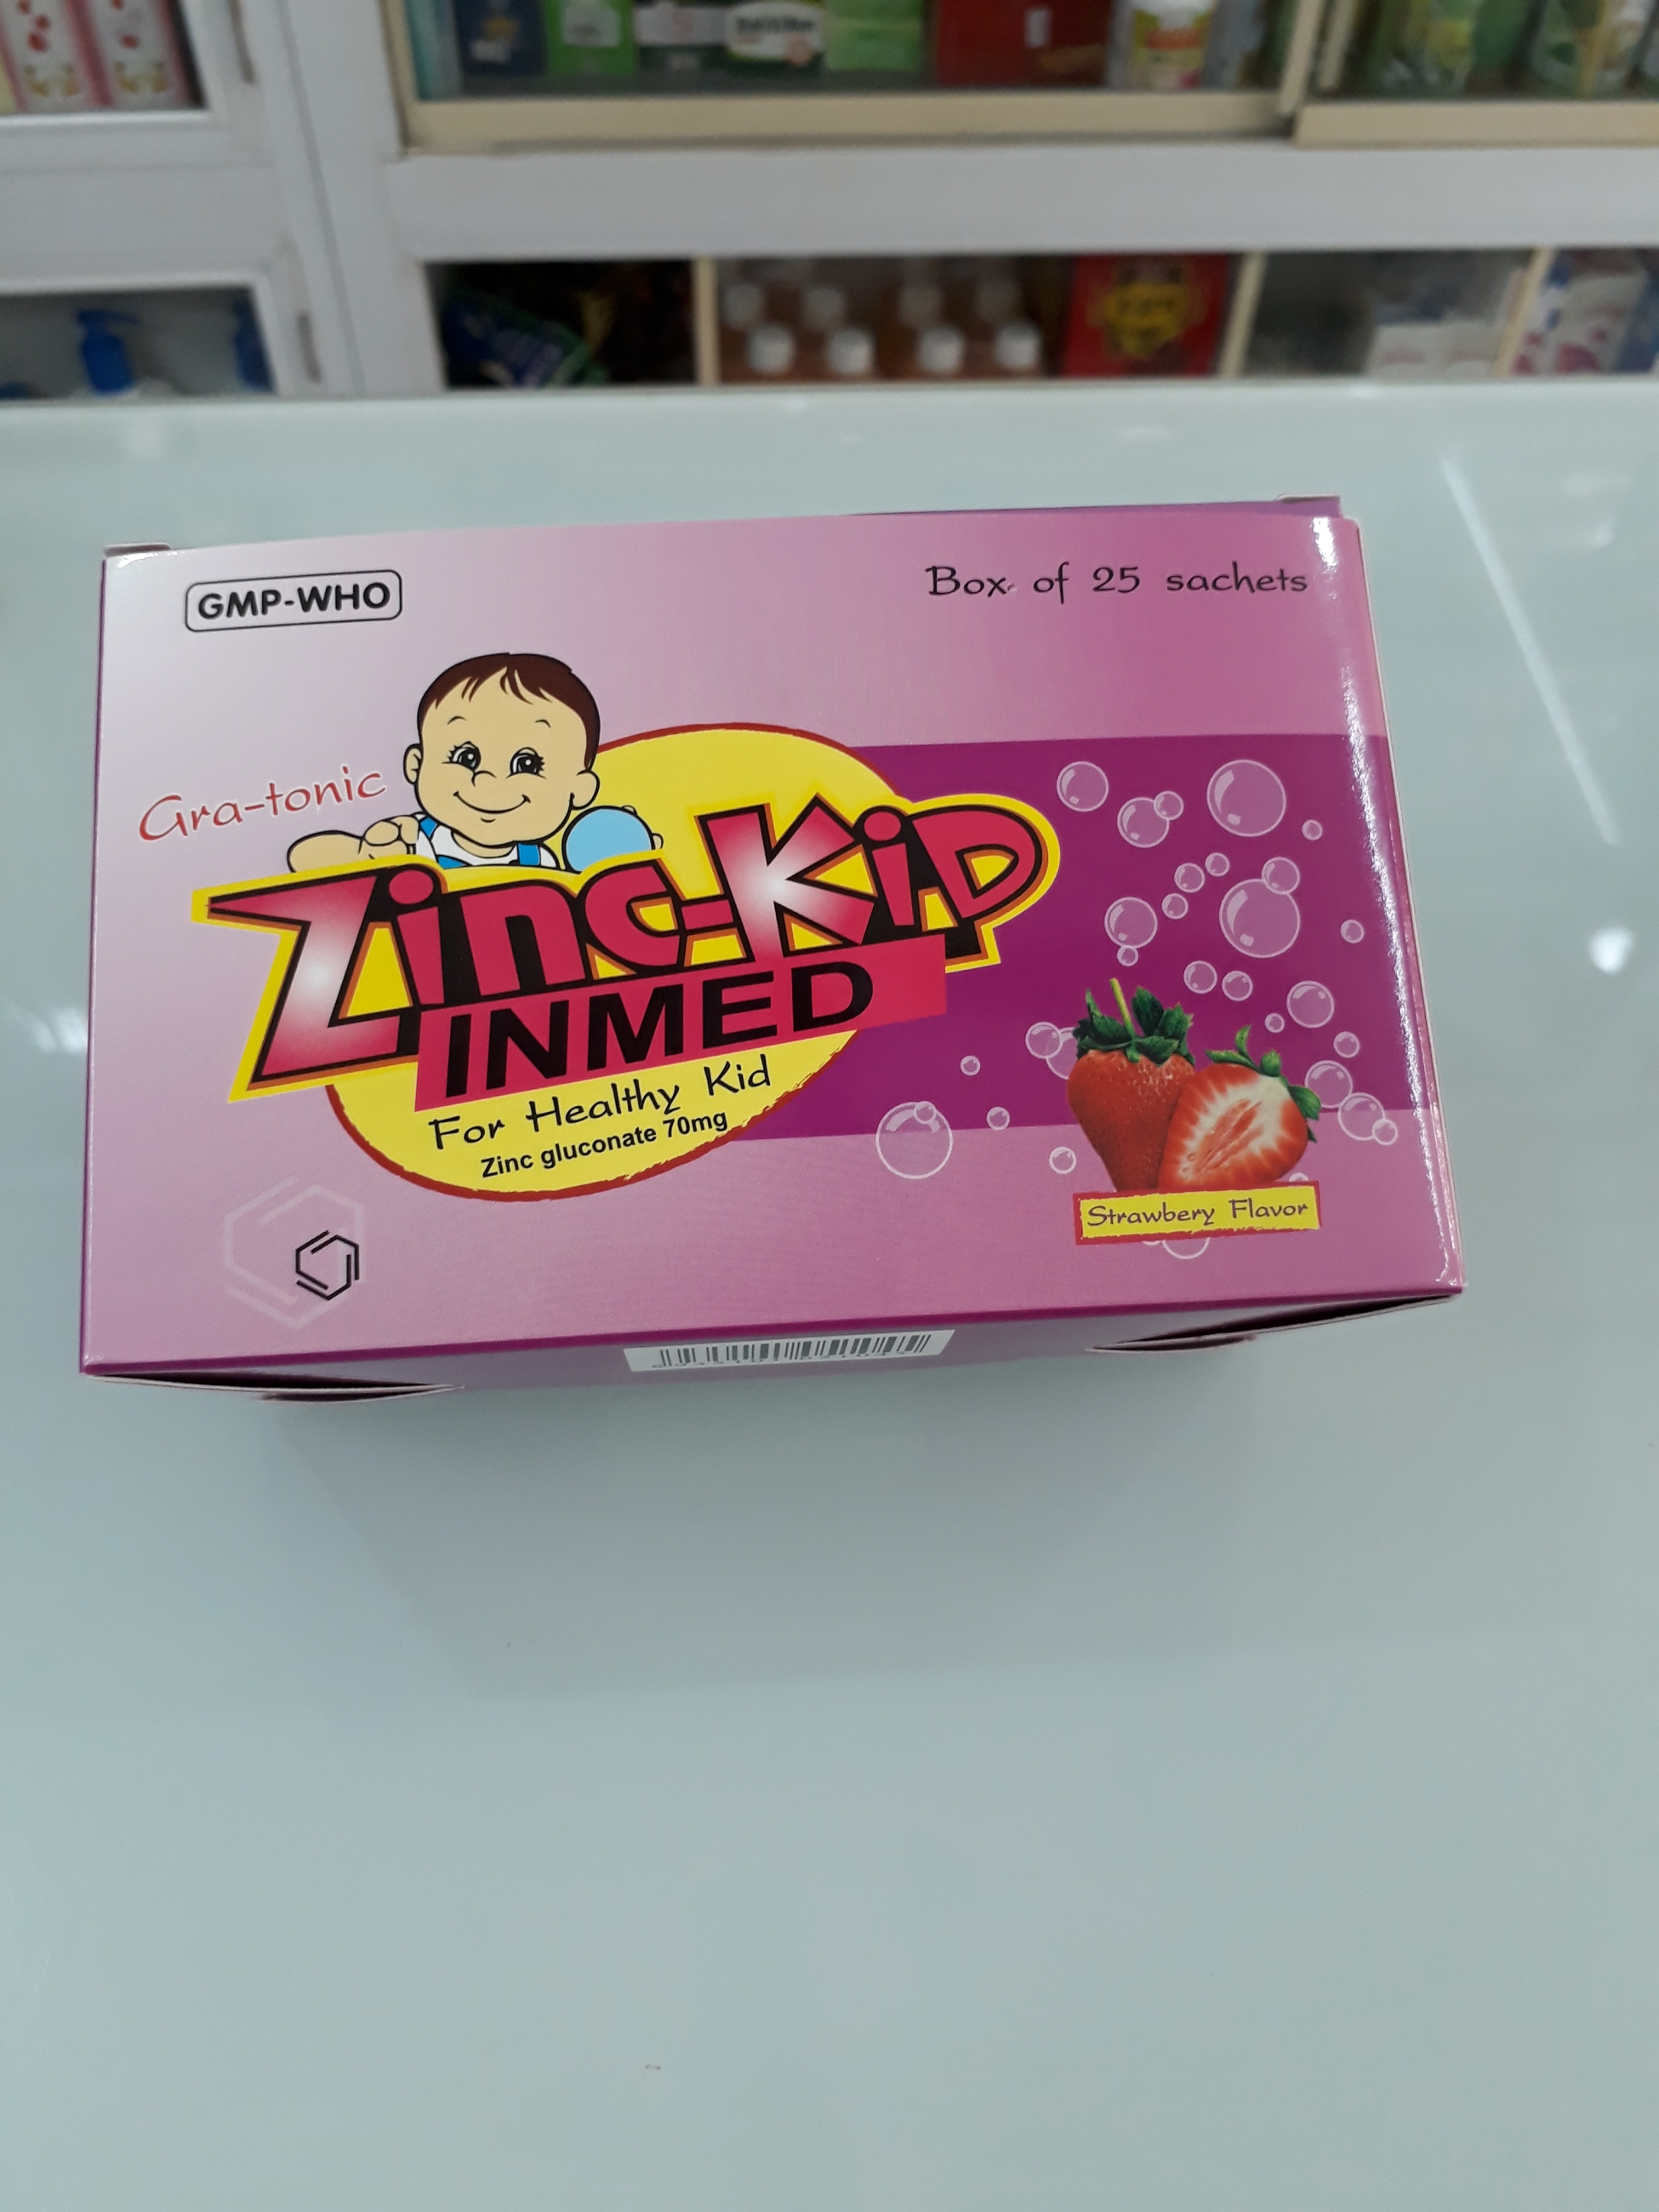 GMP-WHO
Box of 25 sachets
Gra-tonic
Zinc-Kid
INMED
For Healthy Kid
Zinc gluconate 70mg
Strawbery Flavor